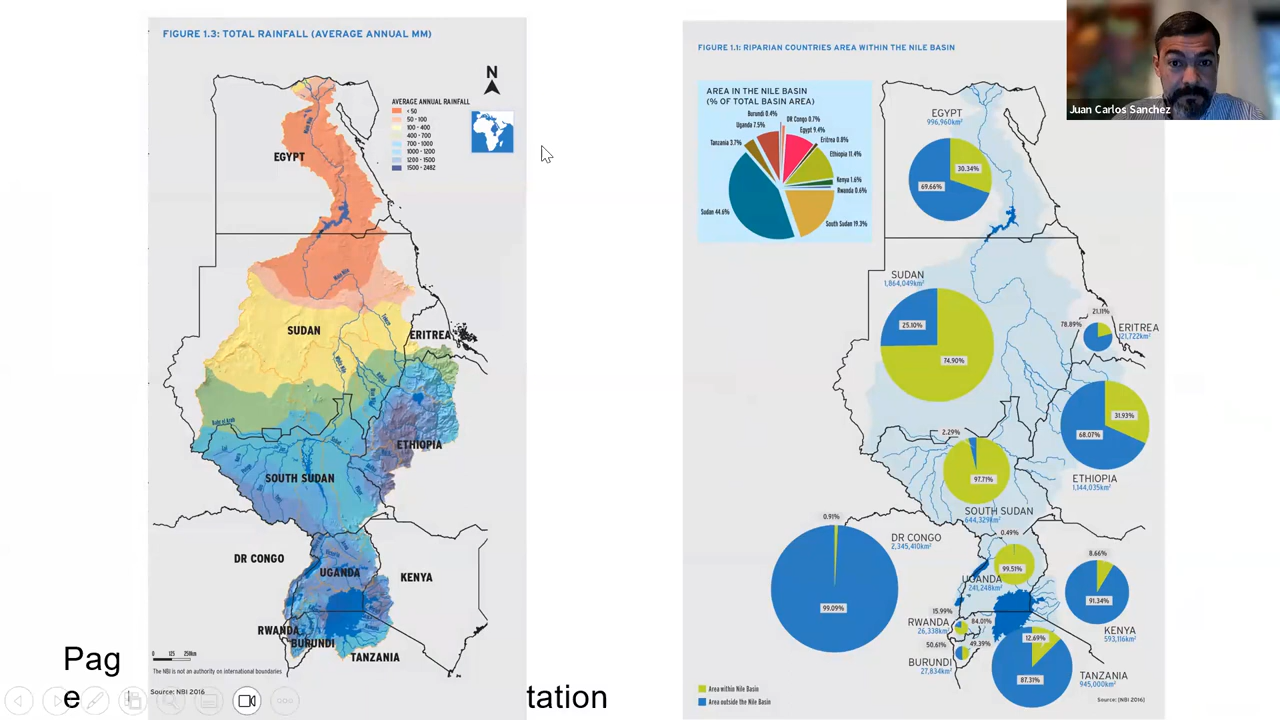 FIGURE 1.3: TOTAL RAINFALL (AVERAGE ANNUAL MM)
N
AVERAGE ANNUAL RAINFALL
< 50
50 - 100
100 - 400
400 - 700
700 - 1000
1000 - 1200
1200 - 1500
1500 - 2482
EGYPT
SUDAN
ERITREA
ETHIOPIA
SOUTH SUDAN
DR CONGO
UGANDA
KENYA
RWANDA
BURUNDI
TANZANIA
0 125 250km
The NBI is not an authority on international boundaries
Source: NBI 2016
Pag
e
tation
FIGURE 1.1: RIPARIAN COUNTRIES AREA WITHIN THE NILE BASIN
AREA IN THE NILE BASIN
(% OF TOTAL BASIN AREA)
Burundi 0.4%
DR Congo 0.7%
Uganda 7.5%
Egypt 9.4%
Eritrea 0.8%
Tanzania 3.7%
Ethiopia 11.4%
Kenya 1.6%
Rwanda 0.6%
Sudan 44.6%
South Sudan 19.3%
EGYPT
996,960km²
30.34%
69.66%
SUDAN
1,864,049km²
25.10%
74.90%
21.11%
78.89%
ERITREA
121,722km²
31.93%
68.07%
ETHIOPIA
1,144,035km²
2.29%
97.71%
SOUTH SUDAN
644,329km²
0.91%
99.09%
DR CONGO
2,345,410km²
0.49%
99.51%
UGANDA
241,248km²
8.66%
91.34%
KENYA
593,116km²
15.99%
84.01%
RWANDA
26,338km²
50.61%
49.39%
BURUNDI
27,834km²
12.69%
87.31%
TANZANIA
945,000km²
Area within Nile Basin
Area outside the Nile Basin
Source: (NBI 2016)
Juan Carlos Sanchez